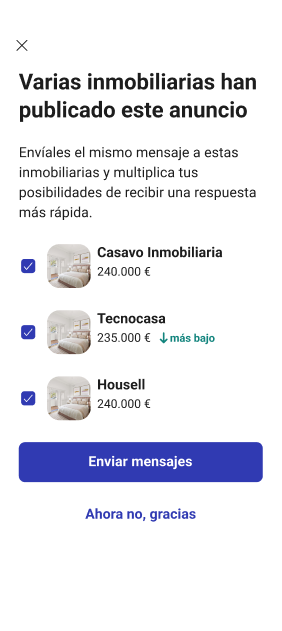 Varias inmobiliarias han
publicado este anuncio
Envíales el mismo mensaje a estas
inmobiliarias y multiplica tus
posibilidades de recibir una respuesta
más rápida.
Casavo Inmobiliaria
240.000 €
Tecnocasa
235.000 € ↓ más bajo
Housell
240.000 €
Enviar mensajes
Ahora no, gracias